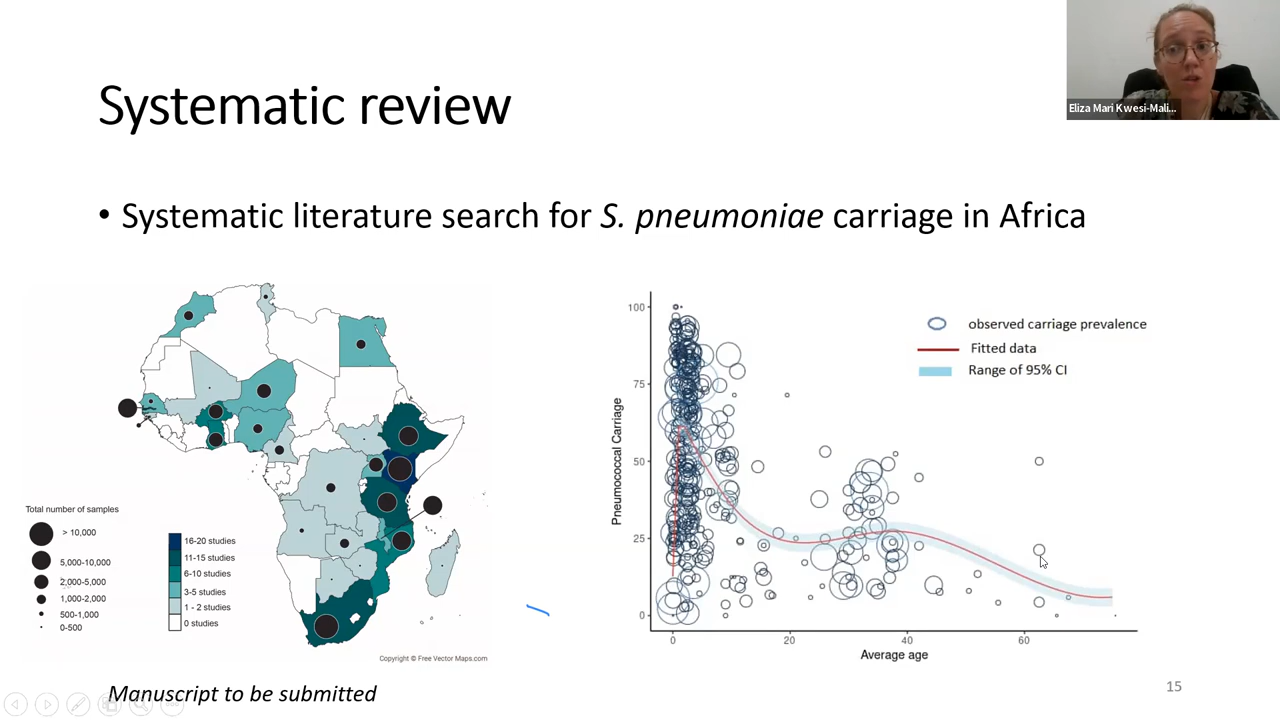 Eliza Mari Kwesi-Mali...
Systematic review
• Systematic literature search for S. pneumoniae carriage in Africa
Total number of samples
> 10,000
5,000-10,000
2,000-5,000
1,000-2,000
500-1,000
0-500
16-20 studies
11-15 studies
6-10 studies
3-5 studies
1 - 2 studies
0 studies
Copyright © Free Vector Maps.com
observed carriage prevalence
Fitted data
Range of 95% CI
Pneumococcal Carriage
100
75
50
25
0
0 20 40 60
Average age
Manuscript to be submitted
15